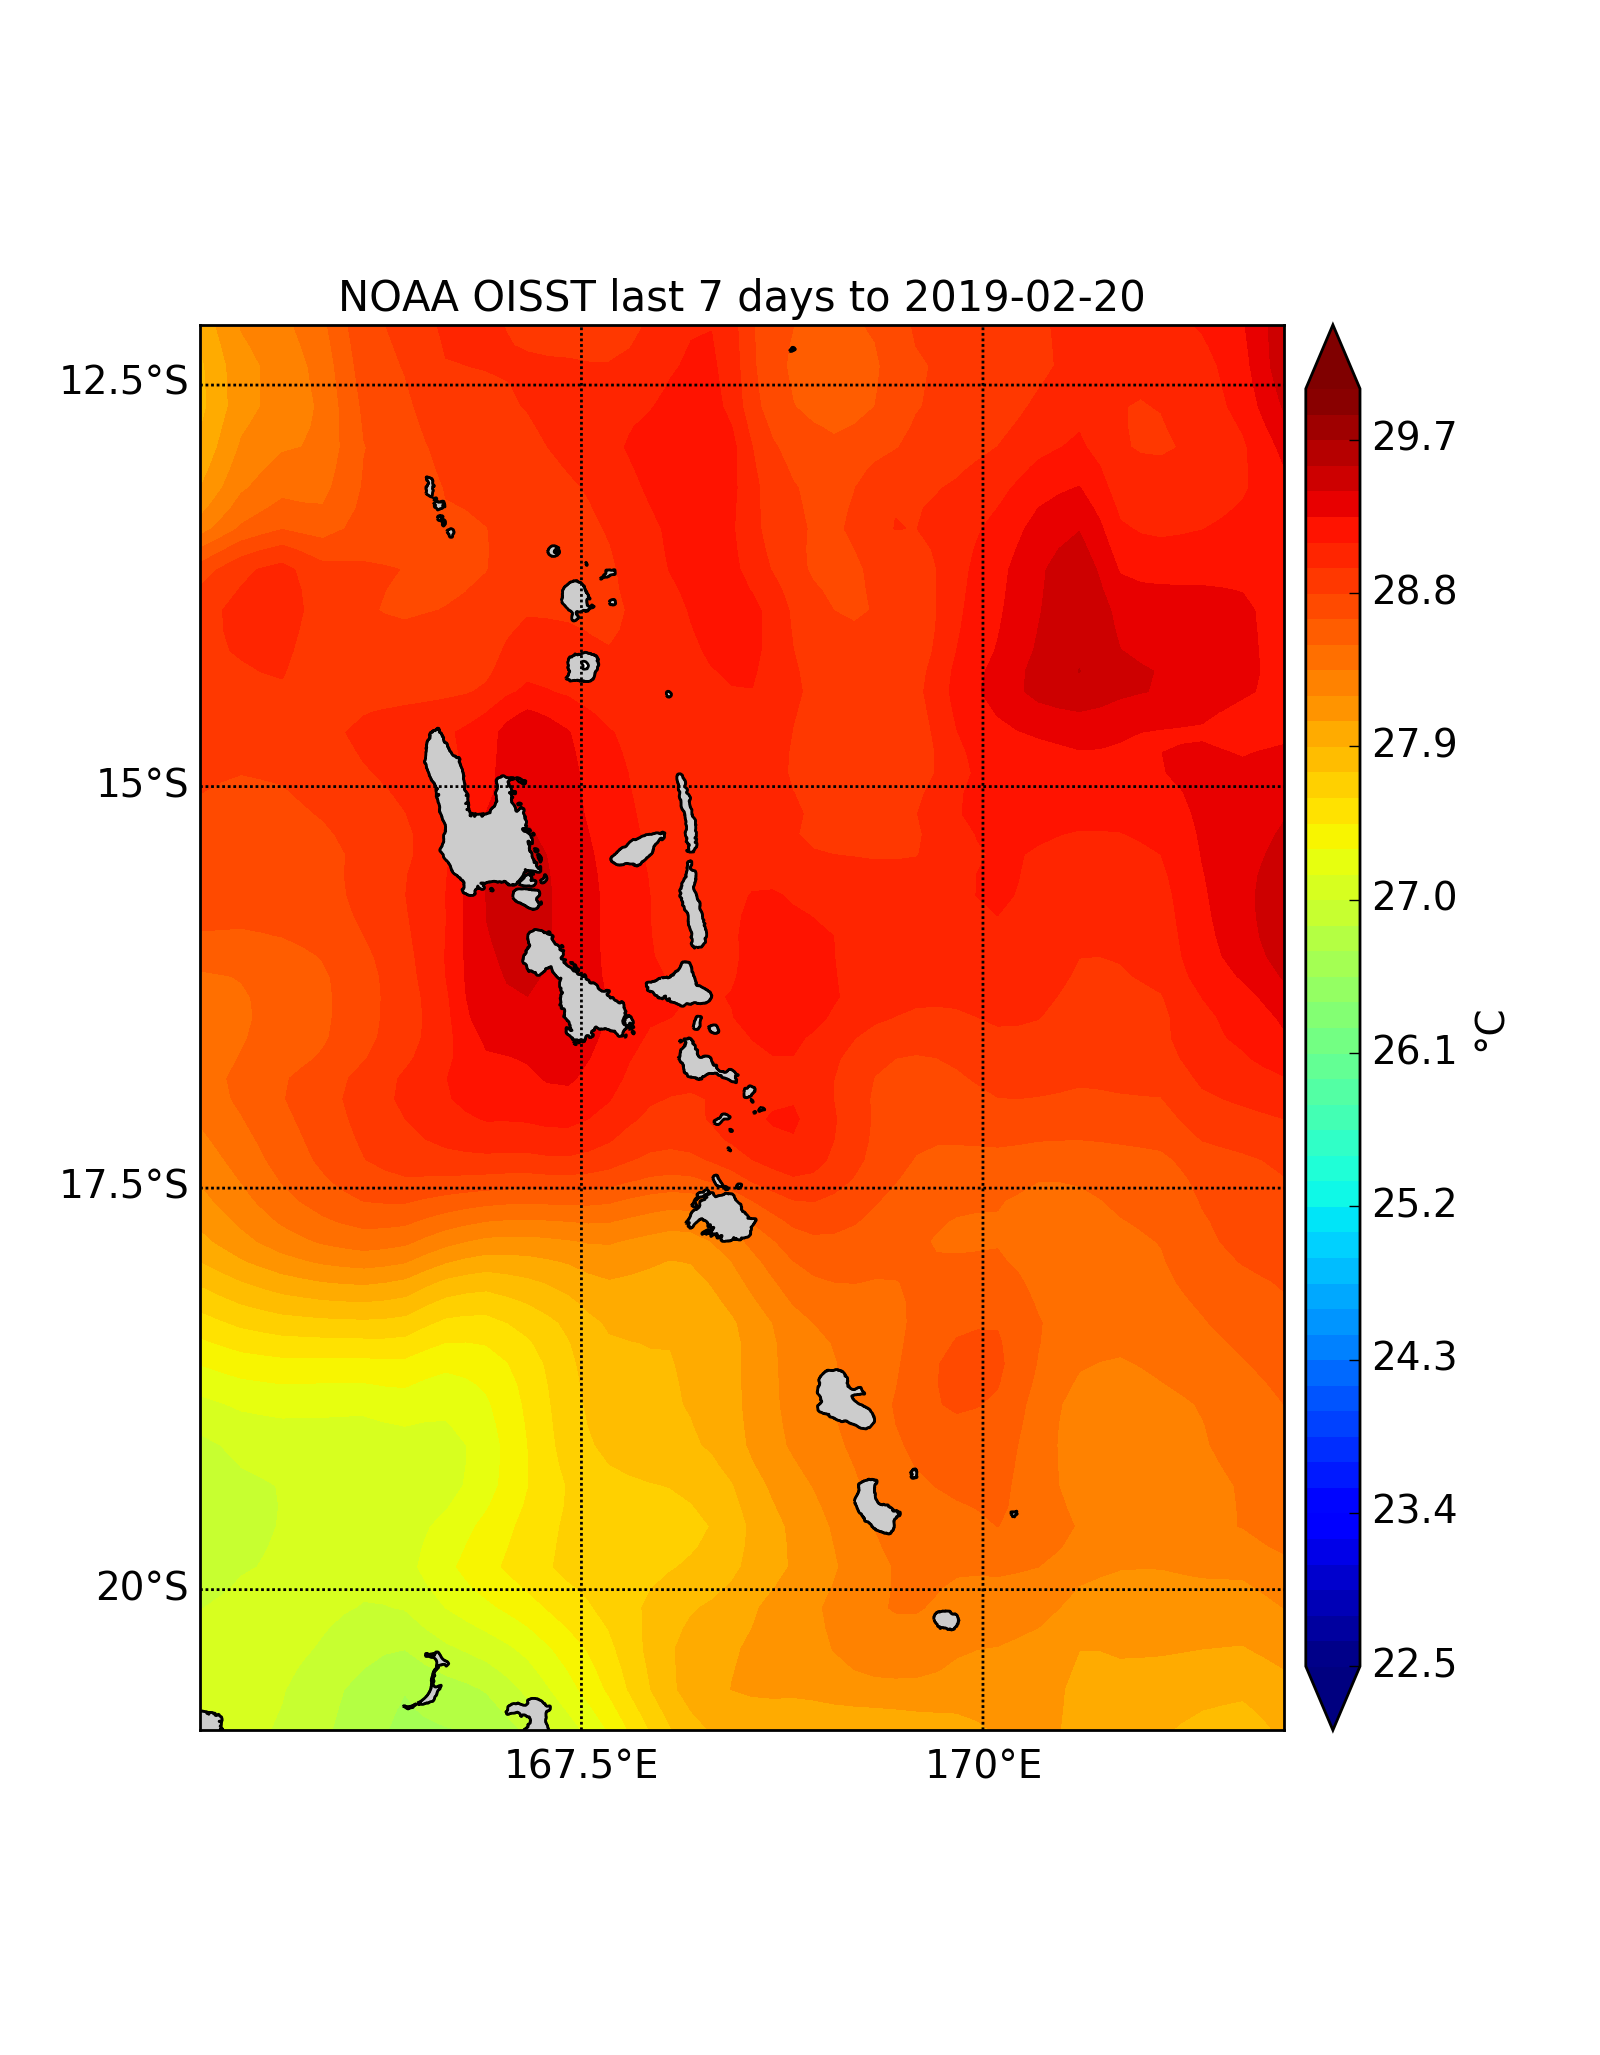 NOAA OISST last 7 days to 2019-02-20
12.5°S
15°S
17.5°S
20°S
167.5°E
170°E
29.7
28.8
27.9
27.0
26.1
25.2
24.3
23.4
22.5
°C